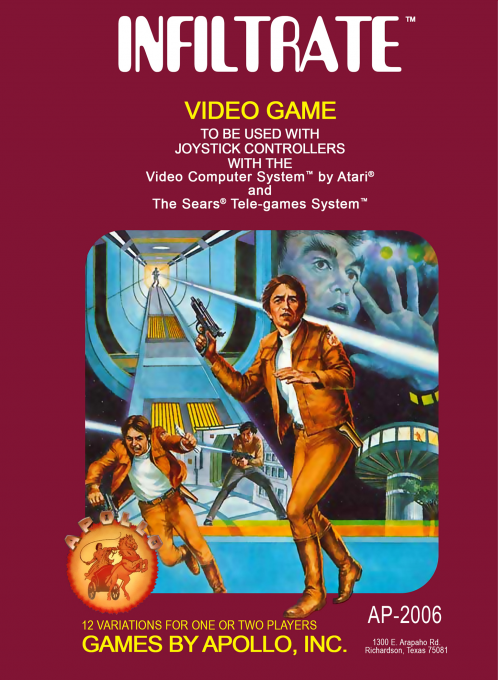 INFILTRATE™
VIDEO GAME
TO BE USED WITH
JOYSTICK CONTROLLERS
WITH THE
Video Computer System™ by Atari®
and
The Sears® Tele-games System™
APOLLO
12 VARIATIONS FOR ONE OR TWO PLAYERS
GAMES BY APOLLO, INC.
AP-2006
1300 E. Arapaho Rd.
Richardson, Texas 75081